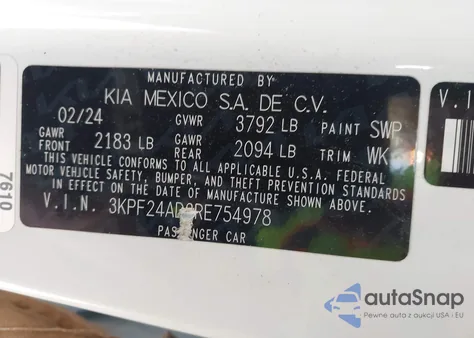 MANUFACTURED BY
KIA MEXICO S.A. DE C.V.
02/24 GVWR 3792 LB PAINT SWP
GAWR FRONT 2183 LB GAWR REAR 2094 LB TRIM WK
THIS VEHICLE CONFORMS TO ALL APPLICABLE U.S.A. FEDERAL
MOTOR VEHICLE SAFETY, BUMPER, AND THEFT PREVENTION STANDARDS
IN EFFECT ON THE DATE OF MANUFACTURE SHOWN ABOVE.
V.I.N. 3KPF24AD9RE754978
PASSENGER CAR
7610
V.I
autoSnap
Pewne auta z aukcji USA i EU